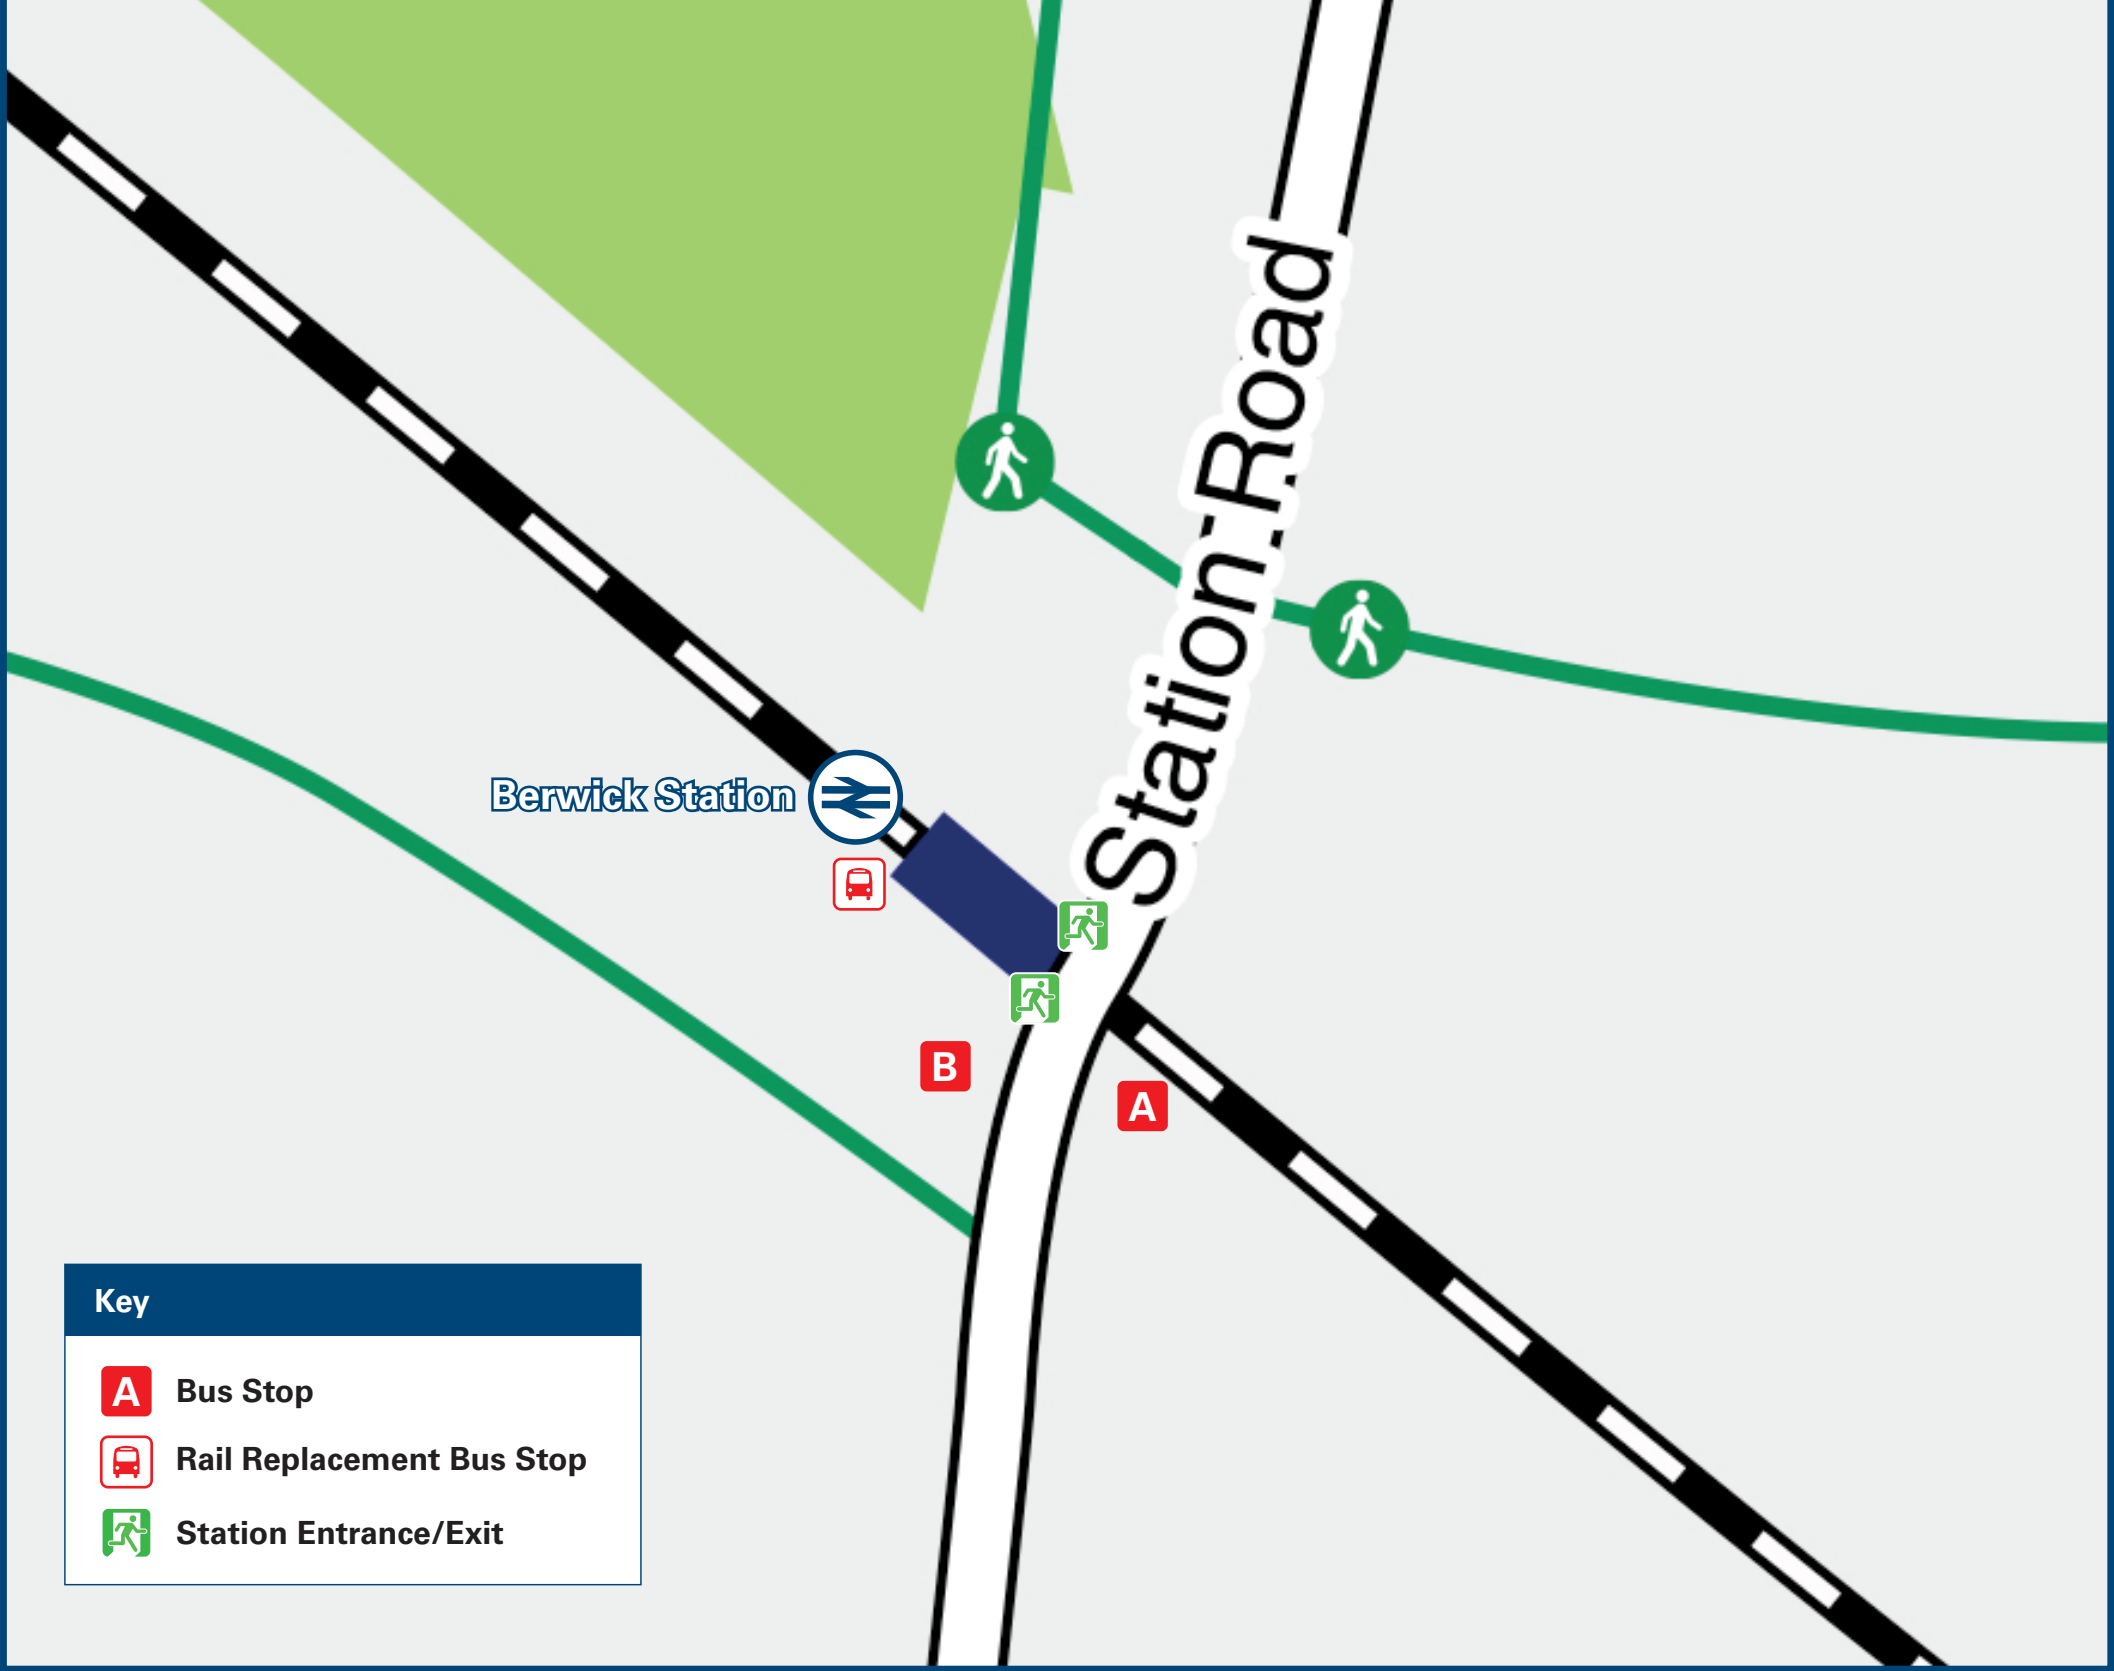 Station Road
Berwick Station
B
A
Key
A Bus Stop
Rail Replacement Bus Stop
Station Entrance/Exit